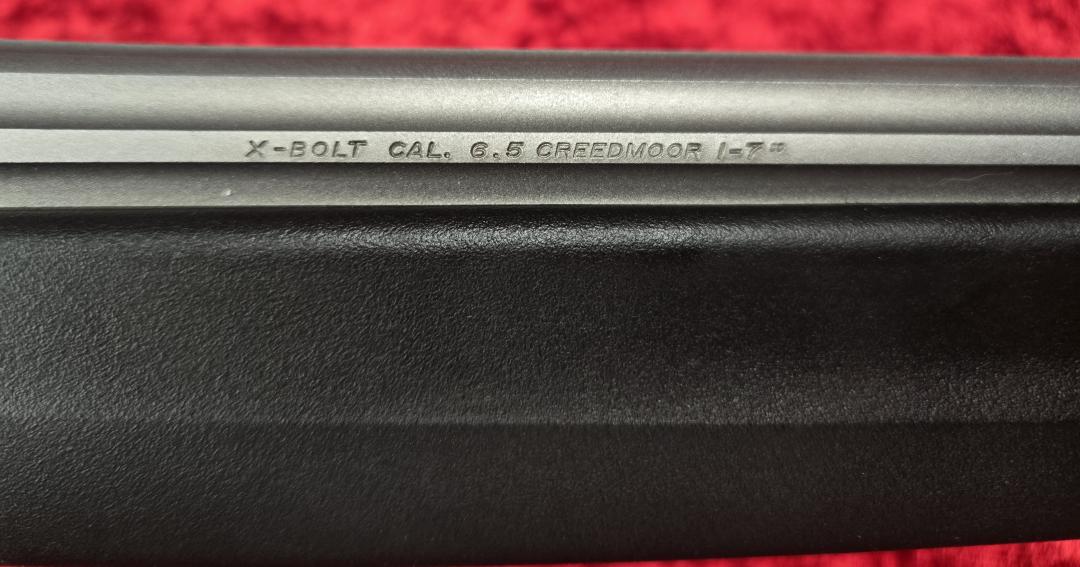 X-BOLT CAL. 6.5 CREEDMOOR 1-7"